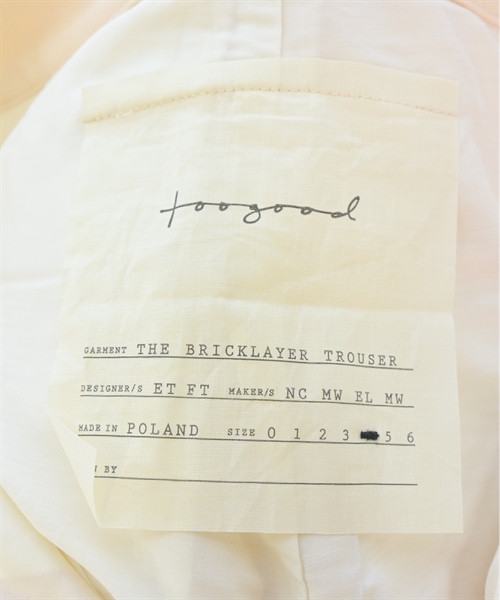 toogood
GARMENT THE BRICKLAYER TROUSER
DESIGNER/S ET FT MAKER/S NC MW EL MW
MADE IN POLAND SIZE 0 1 2 3 5 6
BY